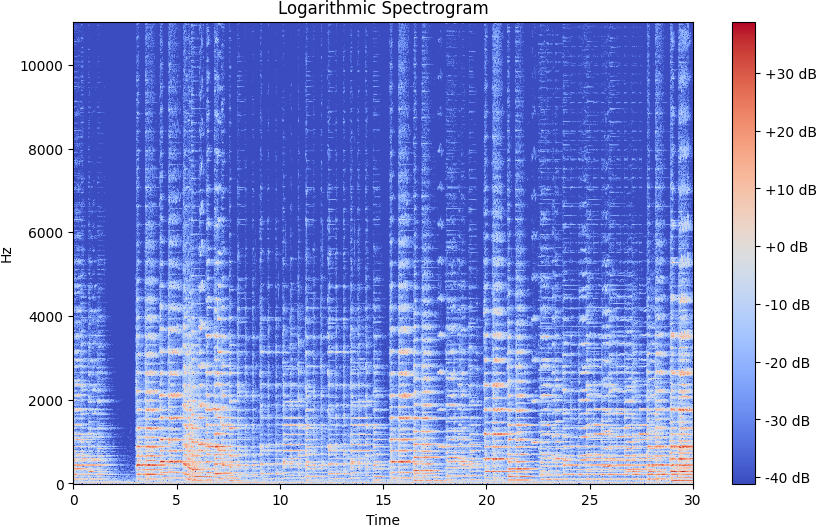 Logarithmic Spectrogram
Hz
10000
8000
6000
4000
2000
0
0 5 10 15 20 25 30
Time
+30 dB
+20 dB
+10 dB
+0 dB
-10 dB
-20 dB
-30 dB
-40 dB